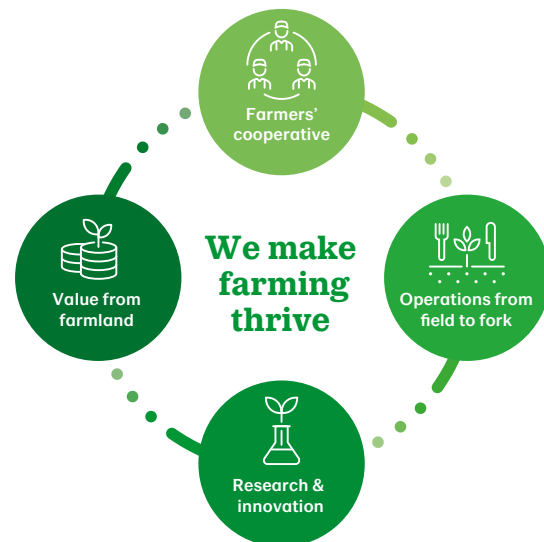 Farmers'
cooperative
We make
farming
thrive
Value from
farmland
Operations from
field to fork
Research &
innovation